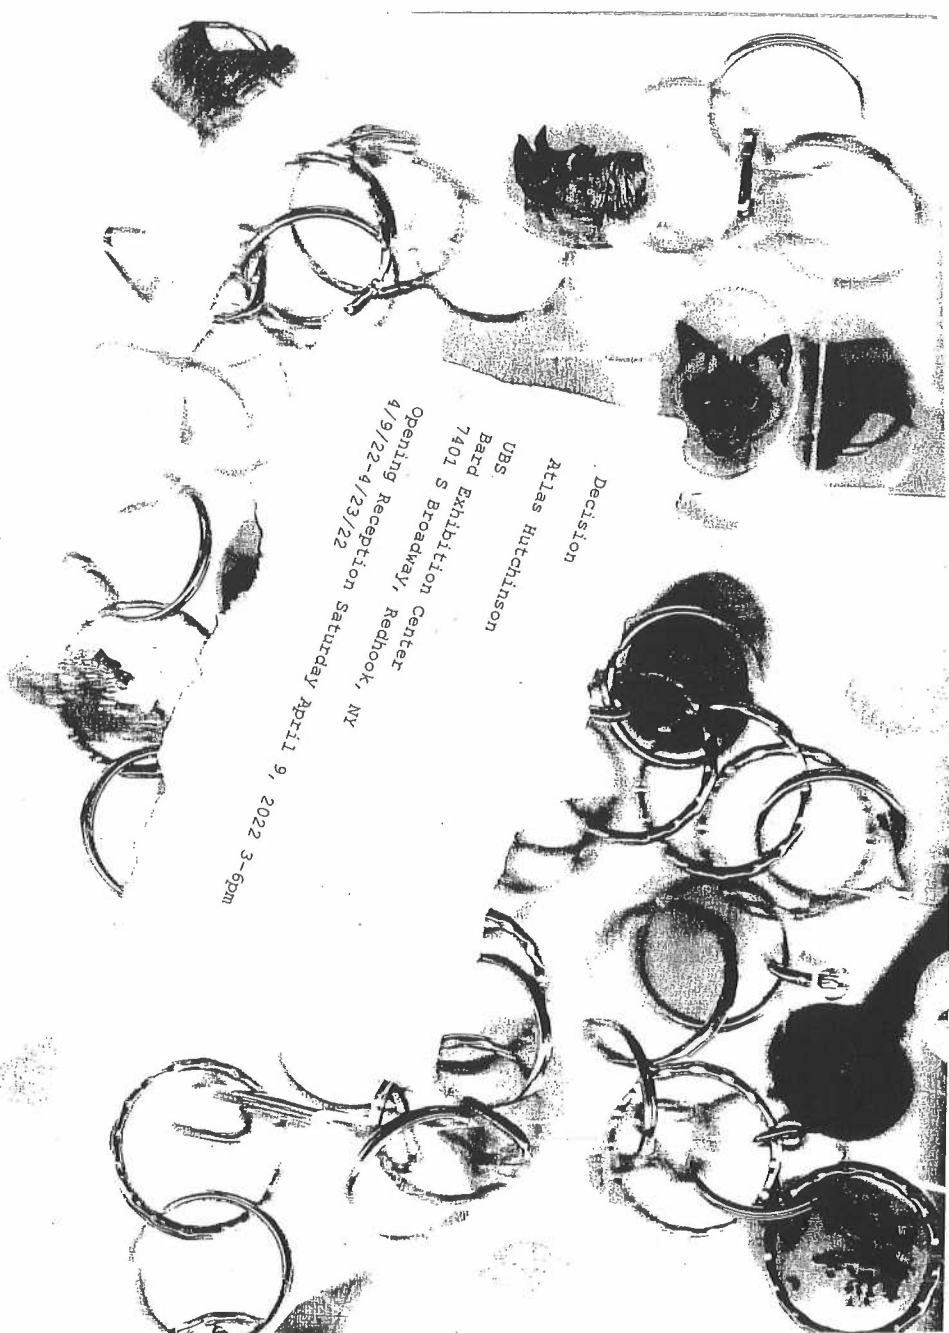 Decision
Atlas Hutchinson
UBS
Bard Exhibition Center
7401 S Broadway, Redhook, NY
Opening Reception Saturday April 9, 2022 3-6pm
4/9/22-4/23/22